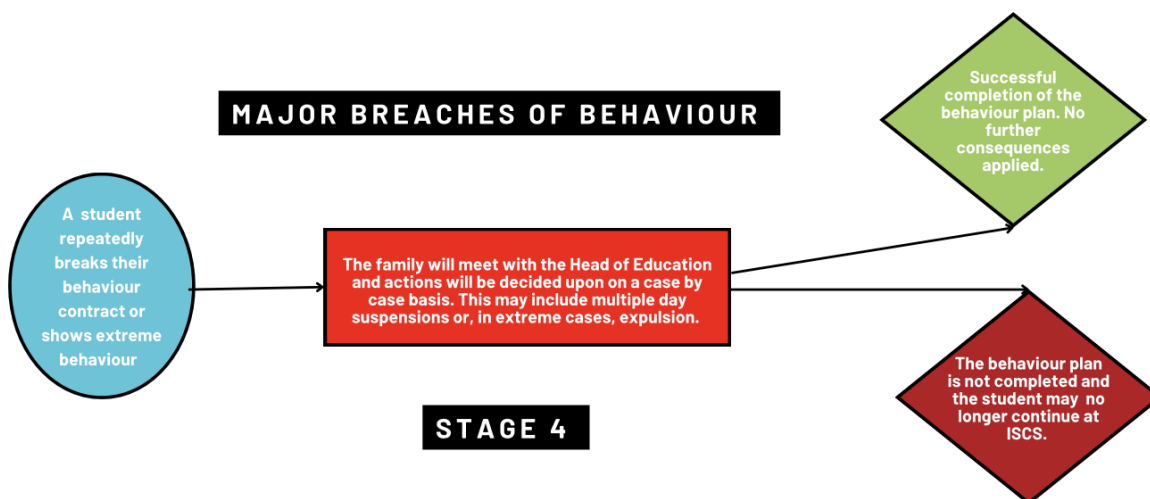 MAJOR BREACHES OF BEHAVIOUR
A student
repeatedly
breaks their
behaviour
contract or
shows extreme
behaviour
The family will meet with the Head of Education
and actions will be decided upon on a case by
case basis. This may include multiple day
suspensions or, in extreme cases, expulsion.
Successful
completion of the
behaviour plan. No
further
consequences
applied.
The behaviour plan
is not completed and
the student may no
longer continue at
ISCS.
STAGE 4